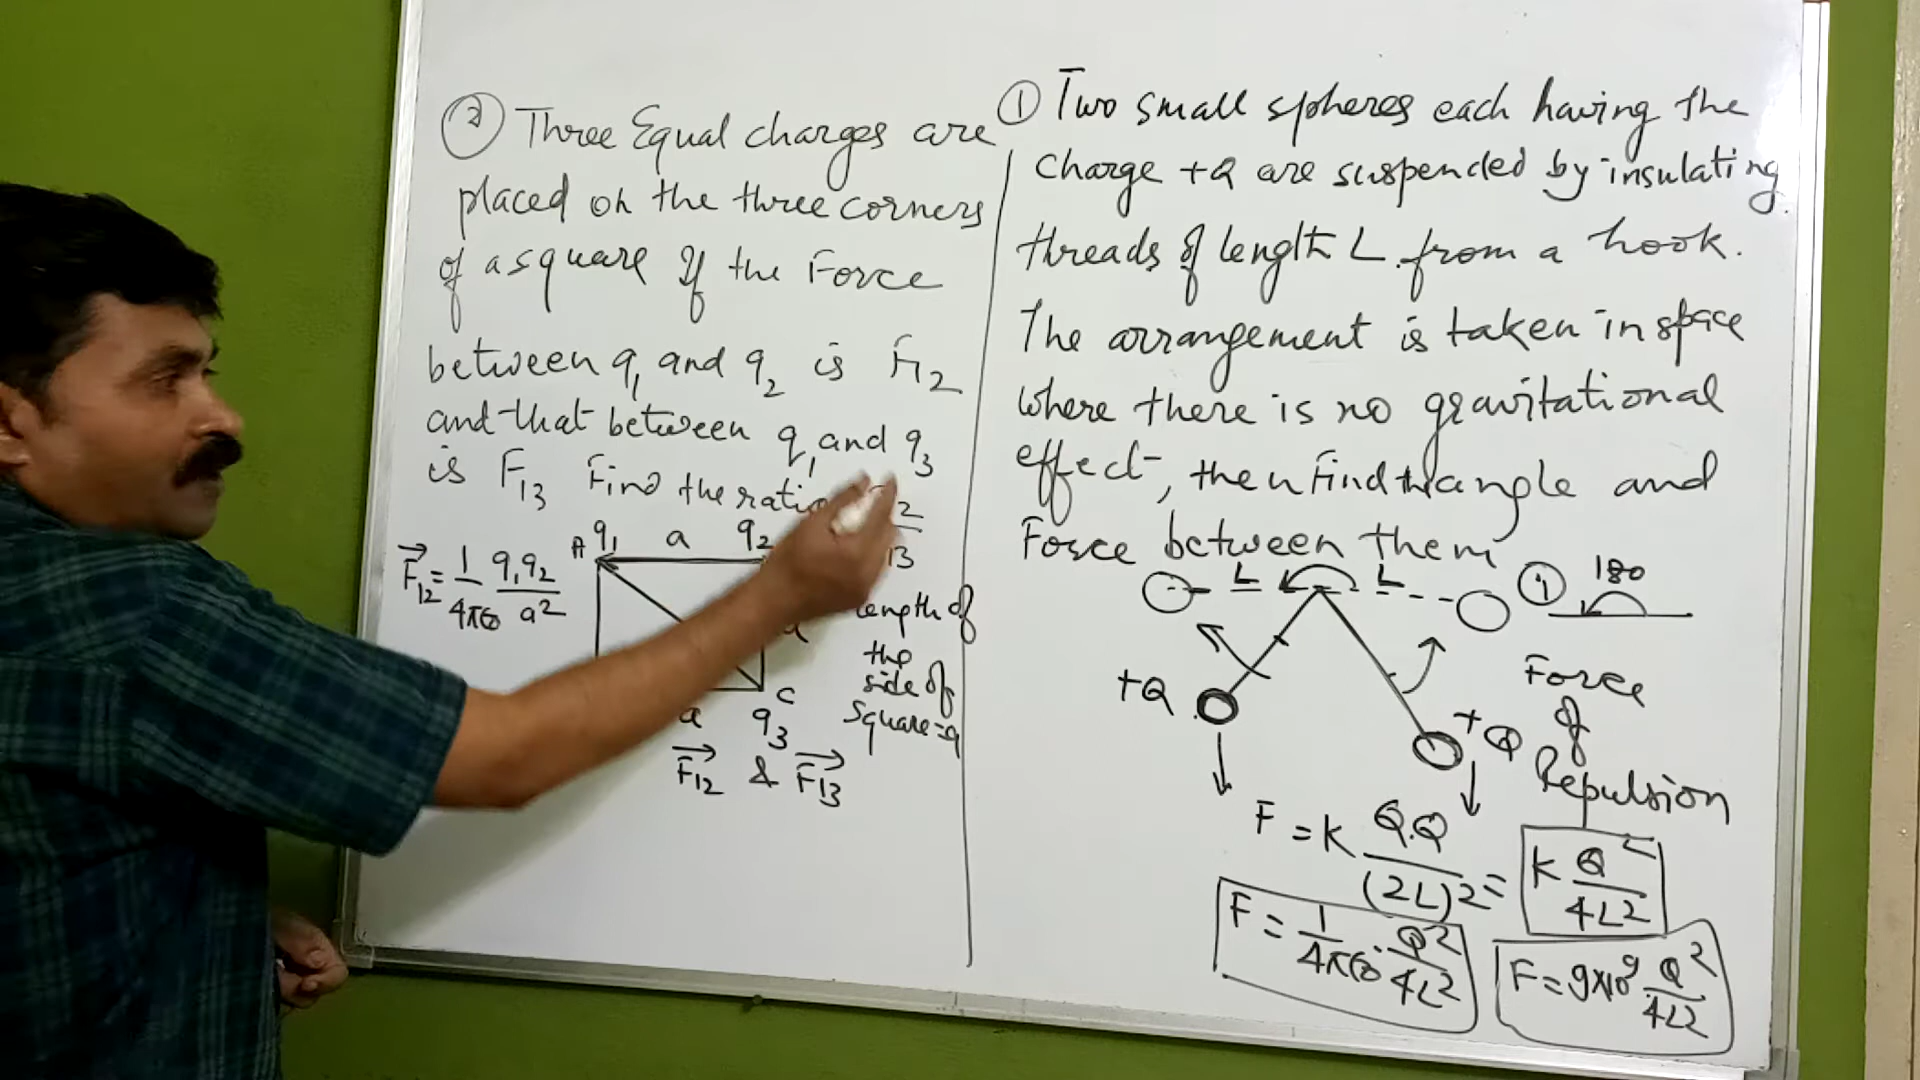 ② Three Equal charges are
placed on the three corners
of a square If the Force
between q₁ and q₂ is F₁₂
and that between q₁ and q₃
is F₁₃ Find the ratio
A q₁ a q₂
F⃗₁₂ = 1/4πϵ₀ q₁q₂/a²
length of
the
side of
Square = a
a C
q₃
F⃗₁₂ & F⃗₁₃
① Two small spheres each having the
charge +Q are suspended by insulating
threads of length L from a hook.
The arrangement is taken in space
where there is no gravitational
effect, then Find the angle and
Force between them
L L ① 180
+Q
+Q
Force
of
Repulsion
F = K Q.Q/(2L)2 = K Q²/4L2
F = 1/4πϵ₀ . Q²/4L2
F = 9×10⁹ Q²/4L2